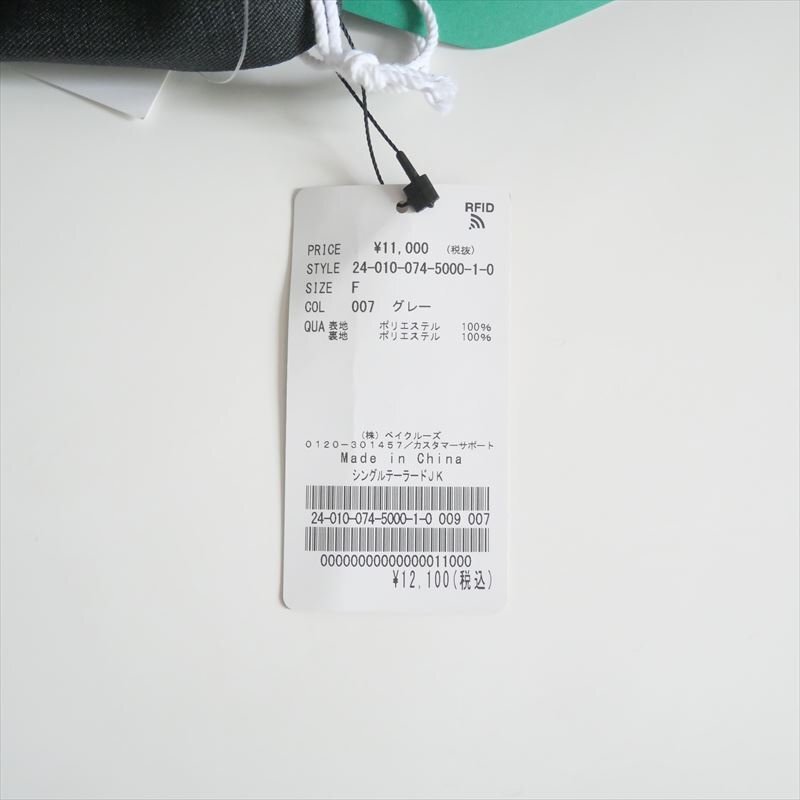 RFID
PRICE ¥11,000 (税抜)
STYLE 24-010-074-5000-1-0
SIZE F
COL 007 グレー
QUA 表地 ポリエステル 100%
裏地 ポリエステル 100%
(株)ベイクルーズ
0120-301457/カスタマーサポート
Made in China
シングルテーラードJK
24-010-074-5000-1-0 009 007
00000000000000011000
¥12,100(税込)